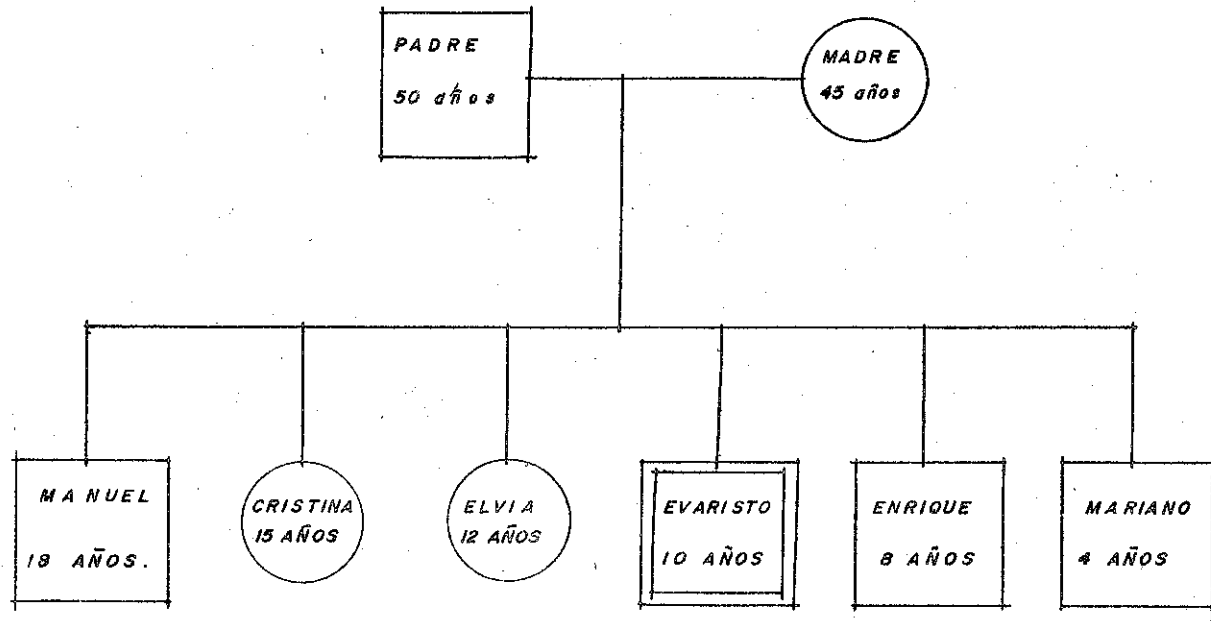 PADRE
50 años
MADRE
45 años
MANUEL
18 AÑOS.
CRISTINA
15 AÑOS
ELVIA
12 AÑOS
EVARISTO
10 AÑOS
ENRIQUE
8 AÑOS
MARIANO
4 AÑOS